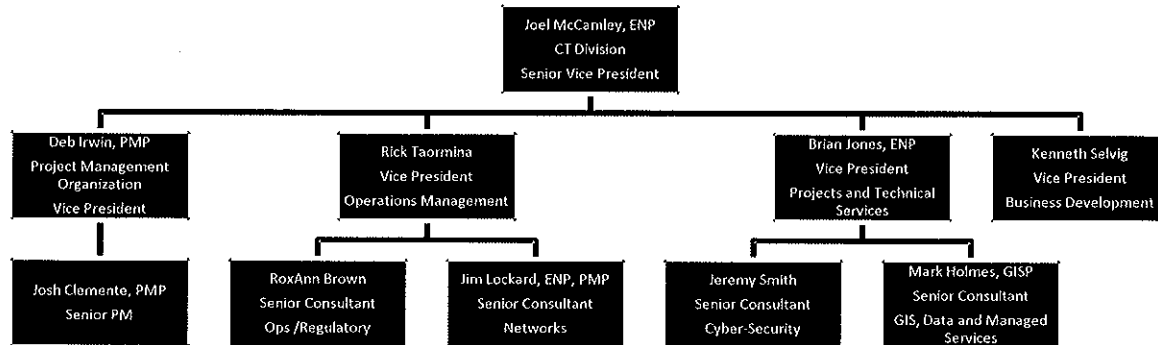 Joel McCamley, ENP
CT Division
Senior Vice President
Deb Irwin, PMP
Project Management
Organization
Vice President
Rick Taormina
Vice President
Operations Management
Brian Jones, ENP
Vice President
Projects and Technical
Services
Kenneth Selvig
Vice President
Business Development
Josh Clemente, PMP
Senior PM
RoxAnn Brown
Senior Consultant
Ops /Regulatory
Jim Lockard, ENP, PMP
Senior Consultant
Networks
Jeremy Smith
Senior Consultant
Cyber-Security
Mark Holmes, GISP
Senior Consultant
GIS, Data and Managed
Services